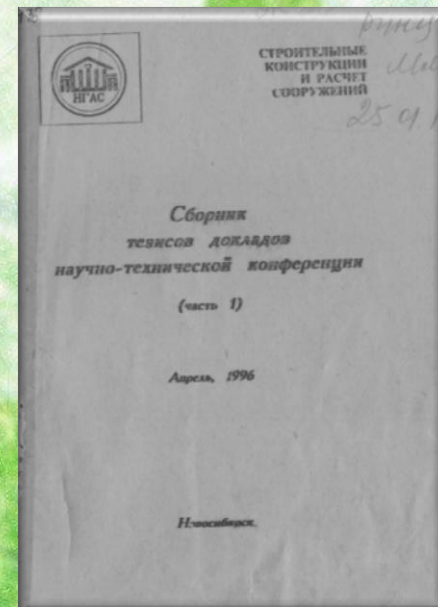 НГАС
СТРОИТЕЛЬНЫЕ
КОНСТРУКЦИИ
И РАСЧЕТ
СООРУЖЕНИЙ
25 01
Сборник
тезисов докладов
научно-технической конференции
(часть 1)
Апрель, 1996
Новосибирск